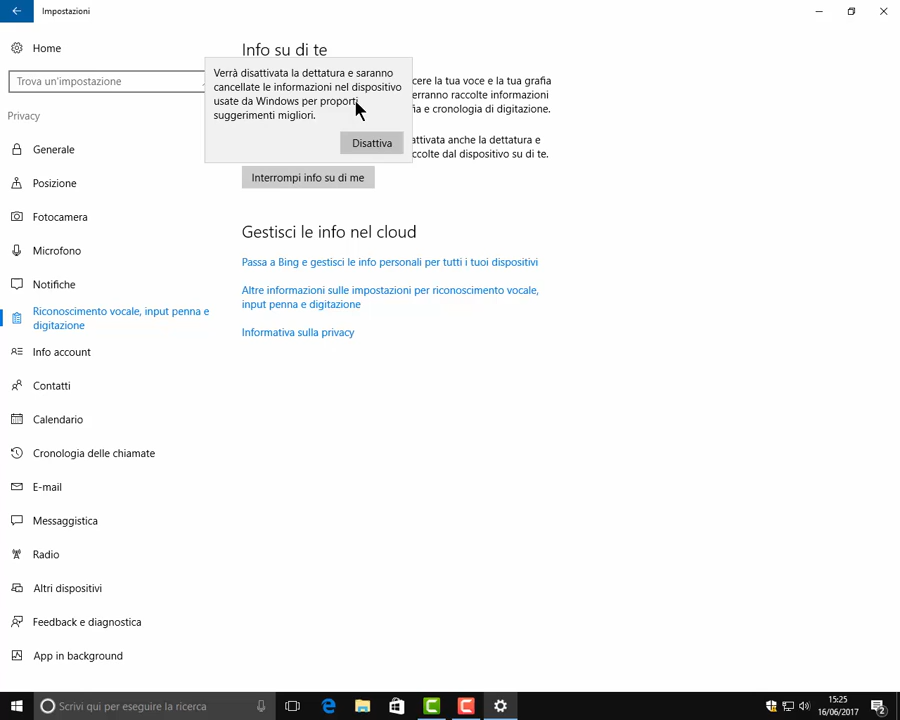 Impostazioni
Home
Trova un'impostazione
Privacy
Generale
Posizione
Fotocamera
Microfono
Notifiche
Riconoscimento vocale, input penna e
digitazione
Info account
Contatti
Calendario
Cronologia delle chiamate
E-mail
Messaggistica
Radio
Altri dispositivi
Feedback e diagnostica
App in background
Info su di te
Verrà disattivata la dettatura e saranno
cancellate le informazioni nel dispositivo
usate da Windows per proporti
suggerimenti migliori.
Disattiva
cere la tua voce e la tua grafia
erranno raccolte informazioni
fia e cronologia di digitazione.
attivata anche la dettatura e
ccolte dal dispositivo su di te.
Interrompi info su di me
Gestisci le info nel cloud
Passa a Bing e gestisci le info personali per tutti i tuoi dispositivi
Altre informazioni sulle impostazioni per riconoscimento vocale,
input penna e digitazione
Informativa sulla privacy
Scrivi qui per eseguire la ricerca
15:25
16/06/2017
2